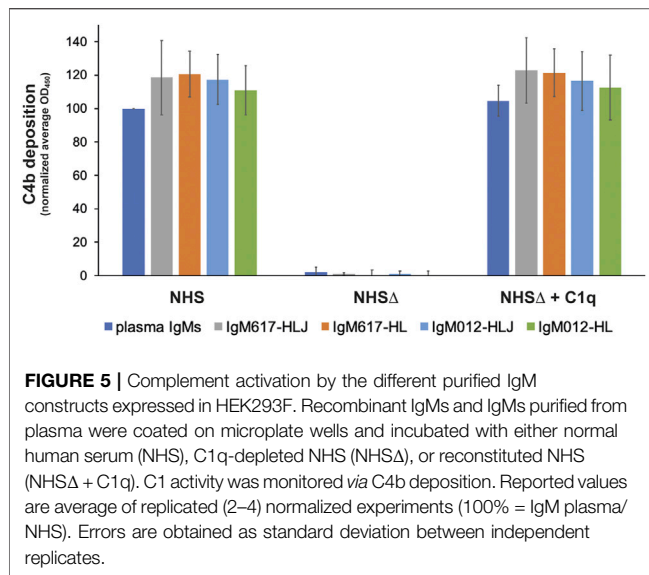 140
120
100
80
60
40
20
0
C4b deposition
(normalized average OD₄₅₀)
NHS
NHSΔ
NHSΔ + C1q
plasma IgMs
IgM617-HLJ
IgM617-HL
IgM012-HLJ
IgM012-HL
FIGURE 5 | Complement activation by the different purified IgM
constructs expressed in HEK293F. Recombinant IgMs and IgMs purified from
plasma were coated on microplate wells and incubated with either normal
human serum (NHS), C1q-depleted NHS (NHSΔ), or reconstituted NHS
(NHSΔ + C1q). C1 activity was monitored via C4b deposition. Reported values
are average of replicated (2–4) normalized experiments (100% = IgM plasma/
NHS). Errors are obtained as standard deviation between independent
replicates.